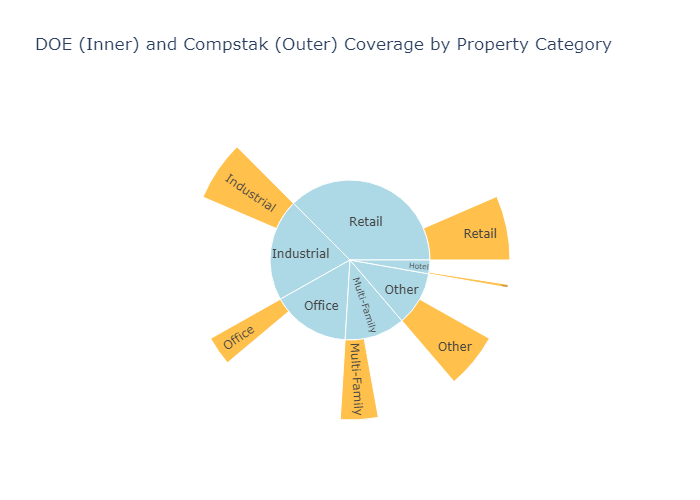 DOE (Inner) and Compstak (Outer) Coverage by Property Category
Industrial
Retail
Retail
Industrial
Hotel
Other
Office
Multi-Family
Office
Other
Multi-Family